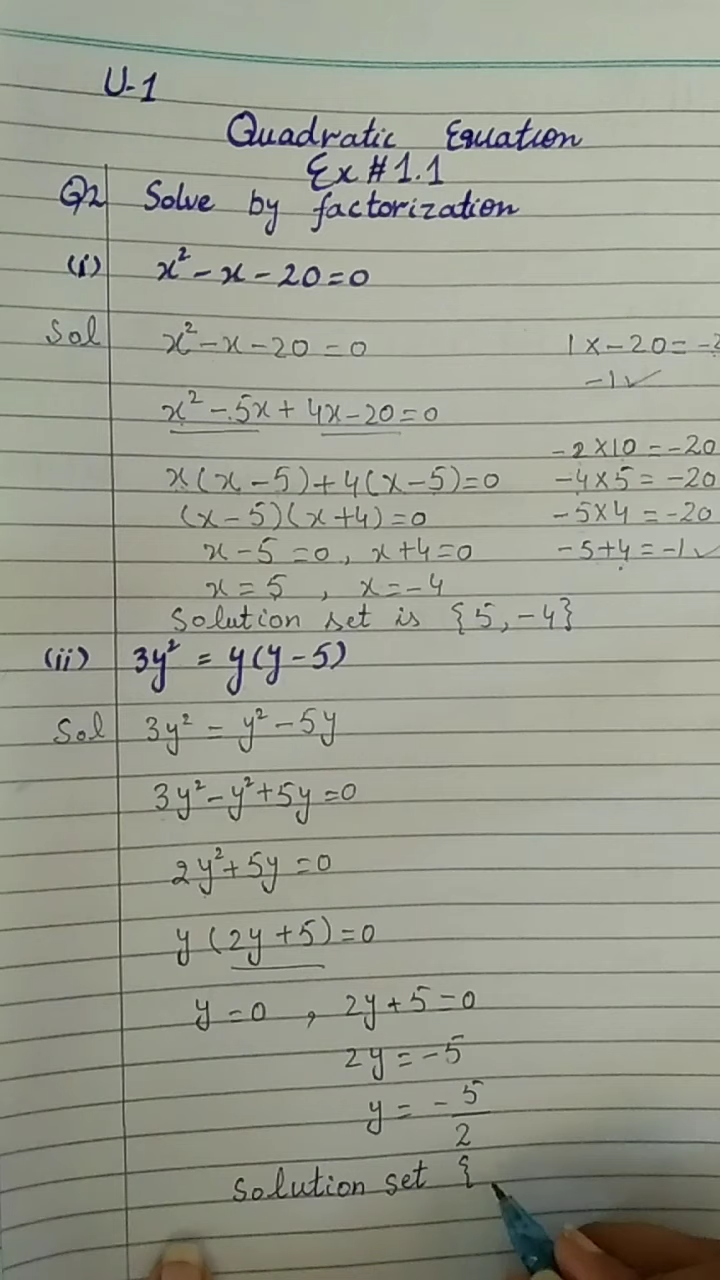 U-1
Quadratic Equation
Ex # 1.1
Q2 Solve by factorization
(i) x² - x - 20 = 0
Sol x² - x - 20 = 0 1 x - 20 = -2
-1 ✓
x² - 5x + 4x - 20 = 0
-2 x 10 = -20
x(x - 5) + 4(x - 5) = 0 -4 x 5 = -20
(x - 5)(x + 4) = 0 -5 x 4 = -20
x - 5 = 0, x + 4 = 0 -5 + 4 = -1 ✓
x = 5, x = -4
Solution set is {5, -4}
(ii) 3y² = y(y - 5)
Sol 3y² = y² - 5y
3y² - y² + 5y = 0
2y² + 5y = 0
y(2y + 5) = 0
y = 0, 2y + 5 = 0
2y = -5
y = -5/2
Solution set {